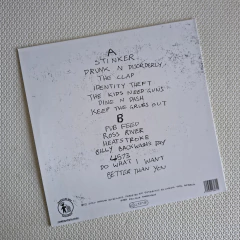 A
STINKER
DRUNK N DISORDERLY
THE CLAP
IDENTITY THEFT
THE KIDS NEED GUNS
DINE N DASH
KEEP THE GRUBS OUT
B
PUB FEED
ROSS RIVER
HEATSTROKE
BILLY BACKWARDS DAY
4573
DO WHAT I WANT
BETTER THAN YOU